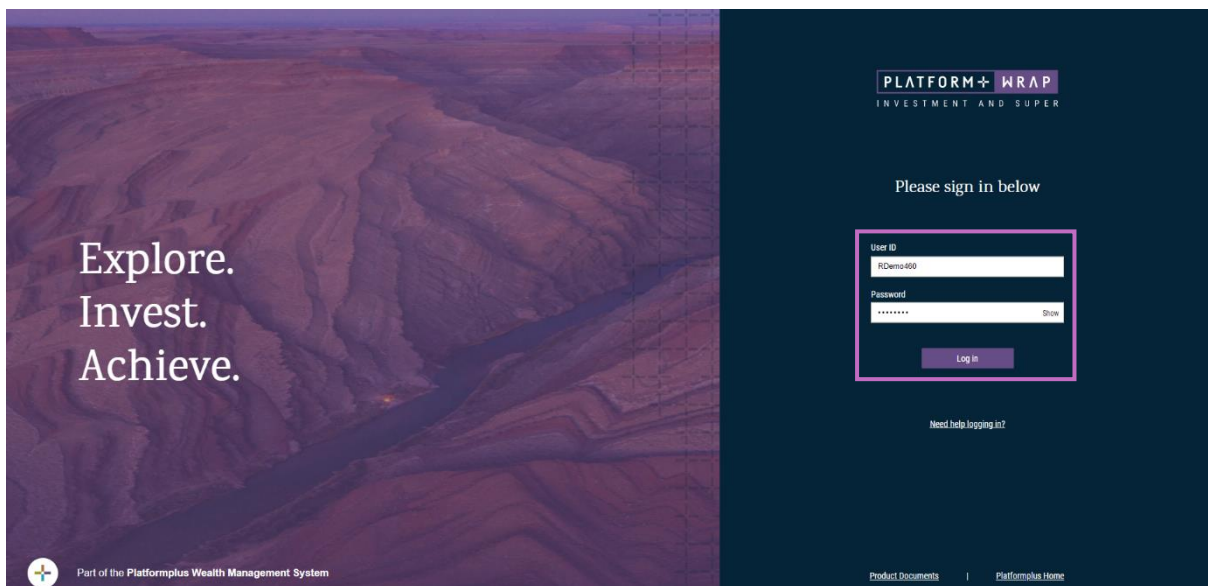 Explore.
Invest.
Achieve.
Part of the Platformplus Wealth Management System
PLATFORM+ WRAP
INVESTMENT AND SUPER
Please sign in below
User ID
RDemo460
Password
........ Show
Log in
Need help logging in?
Product Documents | Platformplus Home